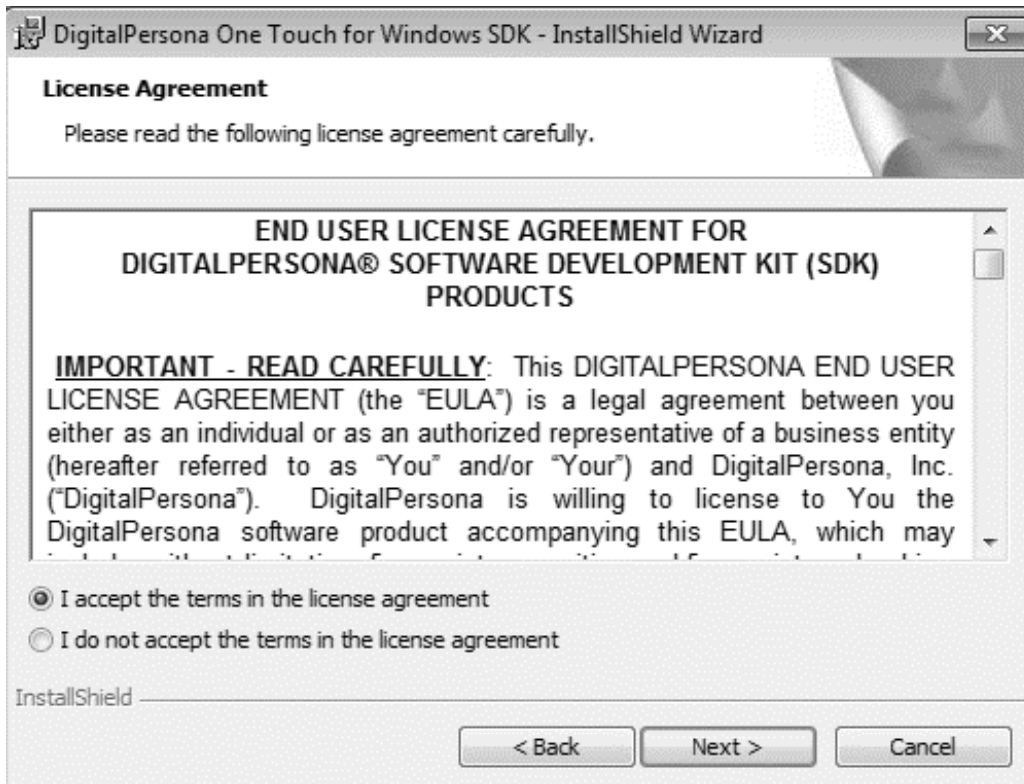 DigitalPersona One Touch for Windows SDK - InstallShield Wizard
License Agreement
Please read the following license agreement carefully.
END USER LICENSE AGREEMENT FOR
DIGITALPERSONA® SOFTWARE DEVELOPMENT KIT (SDK)
PRODUCTS
IMPORTANT - READ CAREFULLY: This DIGITALPERSONA END USER
LICENSE AGREEMENT (the “EULA”) is a legal agreement between you
either as an individual or as an authorized representative of a business entity
(hereafter referred to as “You” and/or “Your”) and DigitalPersona, Inc.
(“DigitalPersona”). DigitalPersona is willing to license to You the
DigitalPersona software product accompanying this EULA, which may
I accept the terms in the license agreement
I do not accept the terms in the license agreement
InstallShield
< Back Next > Cancel